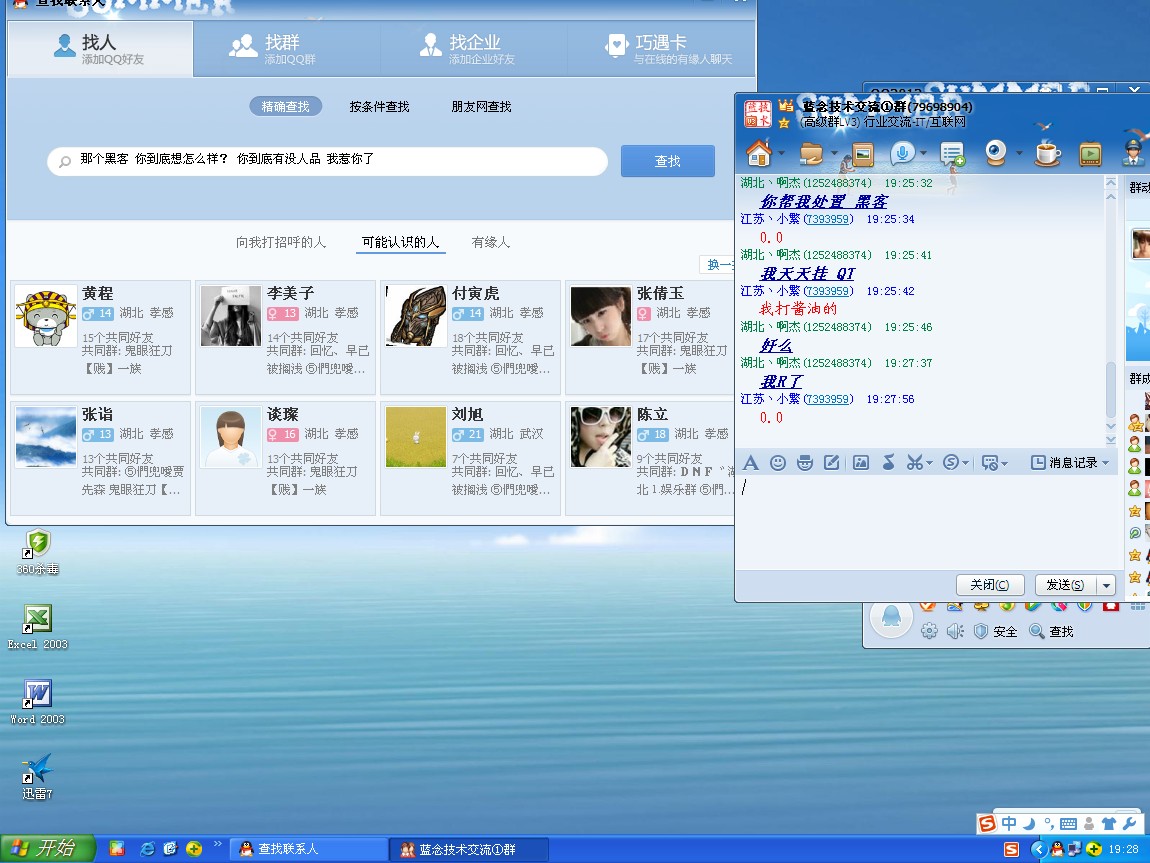 查找联系人
找人
添加QQ好友
找群
添加QQ群
找企业
添加企业好友
巧遇卡
与在线的有缘人聊天
精确查找
按条件查找
朋友网查找
那个黑客 你到底想怎么样? 你到底有没人品 我惹你了
查找
向我打招呼的人
可能认识的人
有缘人
换一
黄程
14 湖北 孝感
15个共同好友
共同群: 鬼眼狂刀
【贱】一族
李美子
13 湖北 孝感
14个共同好友
共同群: 回忆、早已
被搁浅 ⑤們兜嗳...
付寅虎
14 湖北 孝感
18个共同好友
共同群: 回忆、早已
被搁浅 ⑤們兜嗳...
张倩玉
湖北 孝感
17个共同好友
共同群: 鬼眼狂刀
【贱】一族
张诣
13 湖北 孝感
13个共同好友
共同群: ⑤們兜嗳贾
先森 鬼眼狂刀【...
谈璨
16 湖北 孝感
13个共同好友
共同群: 鬼眼狂刀
【贱】一族
刘旭
21 湖北 武汉
7个共同好友
共同群: 回忆、早已
被搁浅 ⑤們兜嗳...
陈立
18 湖北 孝感
9个共同好友
共同群: D N F
北1娱乐群 ⑤們...
蓝念技术交流①群(79698904)
(高级群LV3) 行业交流-IT/互联网
湖北丶啊杰(1252488374) 19:25:32
你帮我处置 黑客
江苏丶小繁(7393959) 19:25:34
0.0
湖北丶啊杰(1252488374) 19:25:41
我天天挂 QT
江苏丶小繁(7393959) 19:25:42
我打酱油的
湖北丶啊杰(1252488374) 19:25:46
好么
湖北丶啊杰(1252488374) 19:27:37
我R了
江苏丶小繁(7393959) 19:27:56
0.0
消息记录
关闭(C)
发送(S)
群动
群成
安全
查找
360杀毒
Excel 2003
Word 2003
迅雷7
中
开始
查找联系人
蓝念技术交流①群
19:28